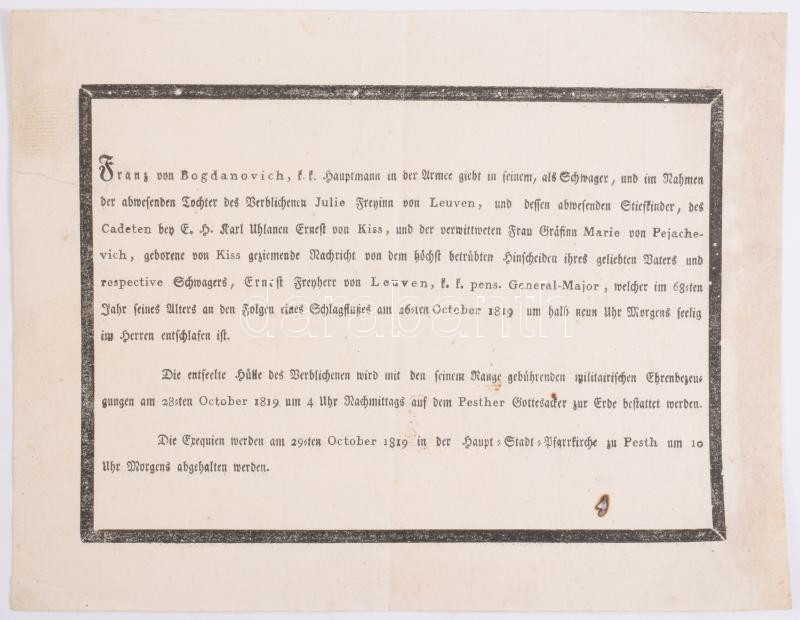 Franz von Bogdanovich, k. k. Hauptmann in der Armee giebt in seinem, als Schwager, und im Nahmen
der abwesenden Tochter des Verblichenen Julie Freyinn von Leuven, und dessen abwesenden Stiefkinder, des
Cadeten bey E. H. Karl Uhlanen Ernest von Kiss, und der verwittweten Frau Gräfinn Marie von Pejache-
vich, geborene von Kiss geziemende Nachricht von dem höchst betrübten Hinscheiden ihres geliebten Vaters und
respective Schwagers, Ernest Freyherr von Leuven, k. k. pens. General-Major, welcher im 68sten
Jahr seines Alters an den Folgen eines Schlagflußes am 26sten October 1819 um halb neun Uhr Morgens seelig
im Herren entschlafen ist.
Die entseelte Hülle des Verblichenen wird mit den seinem Range gebührenden militairischen Ehrenbezeu-
gungen am 28sten October 1819 um 4 Uhr Nachmittags auf dem Pesther Gottesacker zur Erde bestattet werden.
Die Exequien werden am 29sten October 1819 in der Haupt-Stadt-Pfarrkirche zu Pesth um 10
Uhr Morgens abgehalten werden.
darabanth